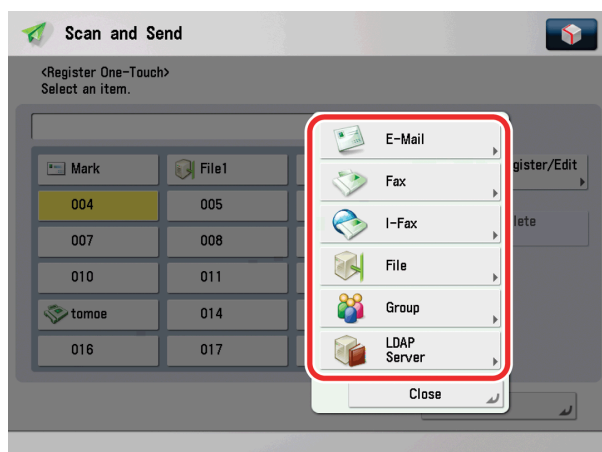 Scan and Send
<Register One-Touch>
Select an item.
Mark
File1
004
005
007
008
010
011
tomoe
014
016
017
gister/Edit
lete
E-Mail
Fax
I-Fax
File
Group
LDAP
Server
Close